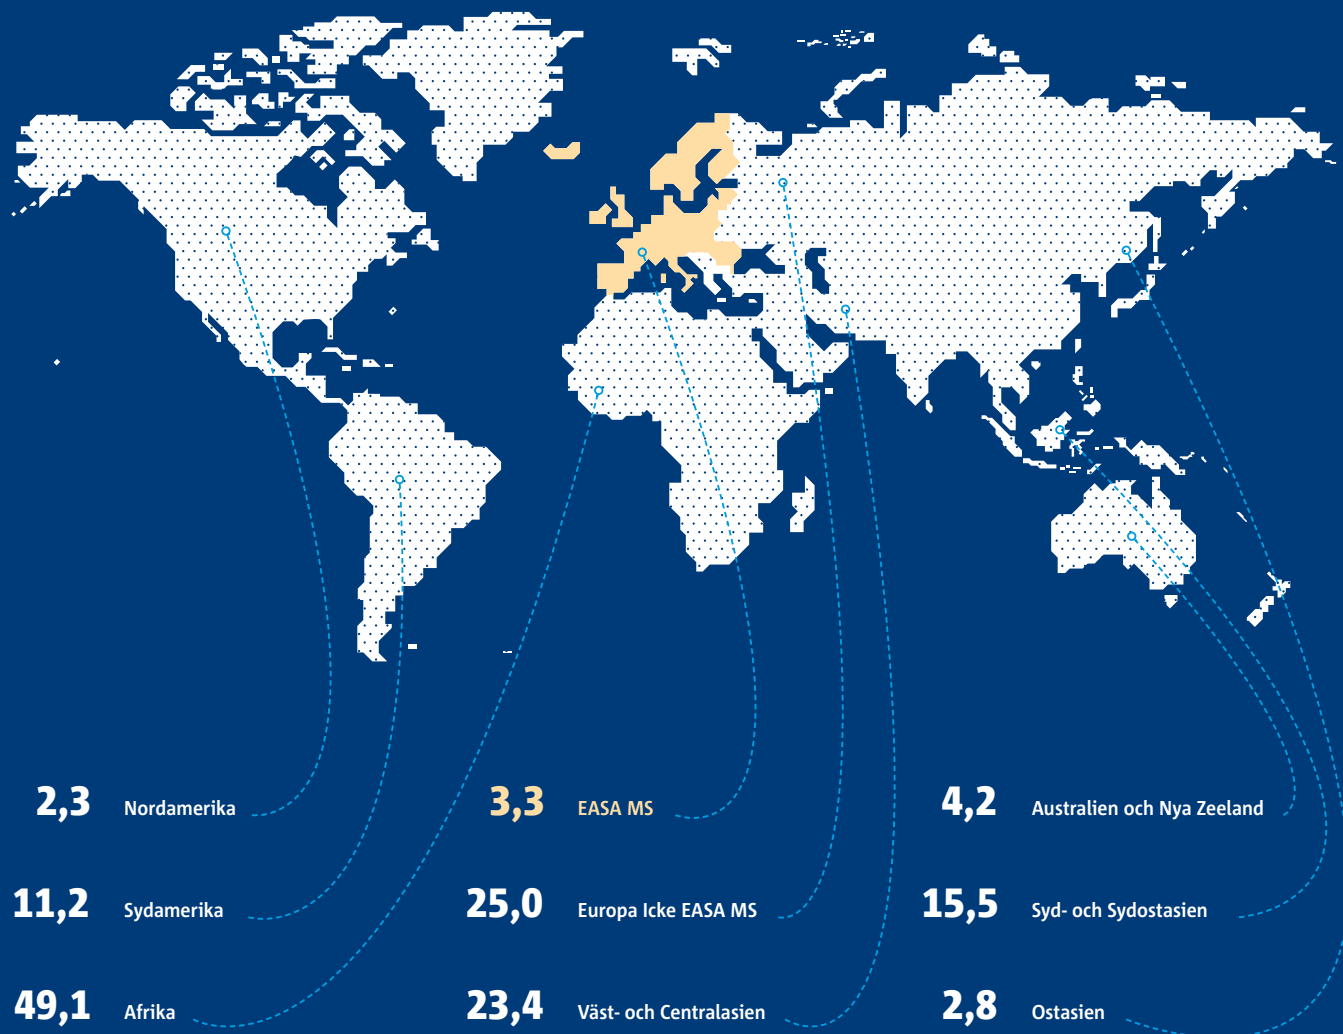 2,3 Nordamerika
3,3 EASA MS
4,2 Australien och Nya Zeeland
11,2 Sydamerika
25,0 Europa Icke EASA MS
15,5 Syd- och Sydostasien
49,1 Afrika
23,4 Väst- och Centralasien
2,8 Ostasien